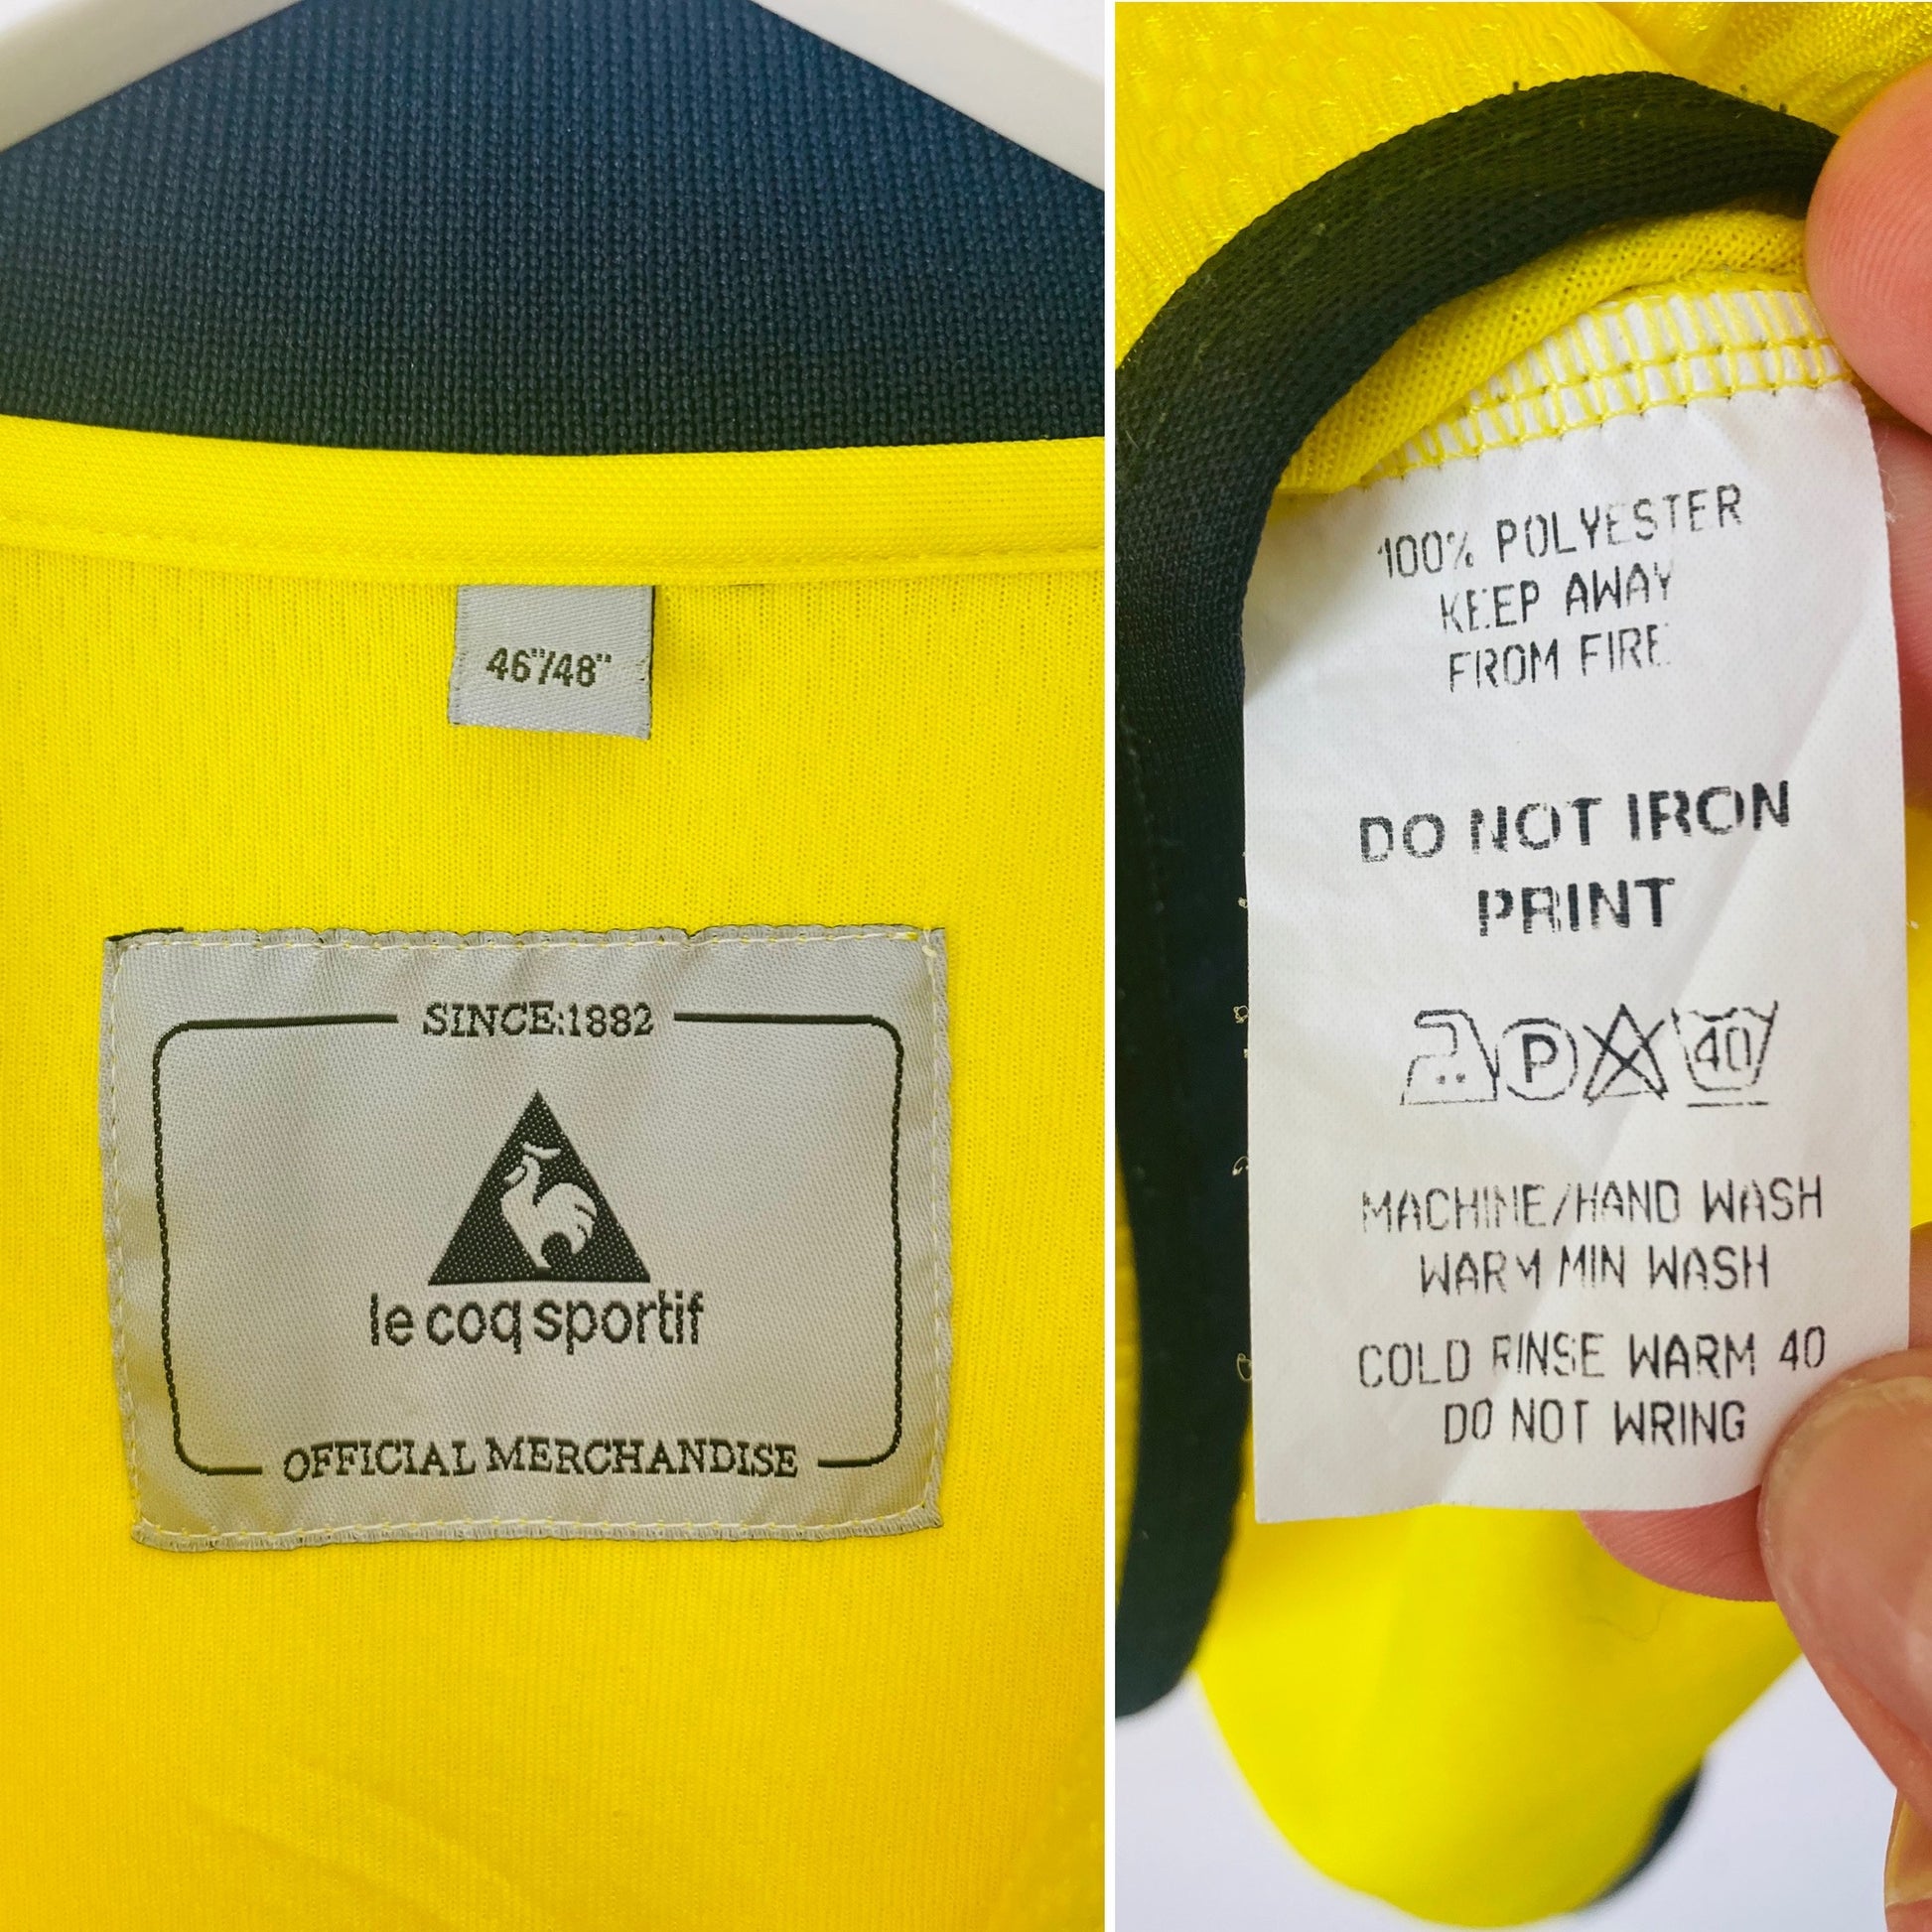 46"/48"
SINCE:1882
le coq sportif
OFFICIAL MERCHANDISE
100% POLYESTER
KEEP AWAY
FROM FIRE
DO NOT IRON
PRINT
P 40
MACHINE/HAND WASH
WARM MIN WASH
COLD RINSE WARM 40
DO NOT WRING